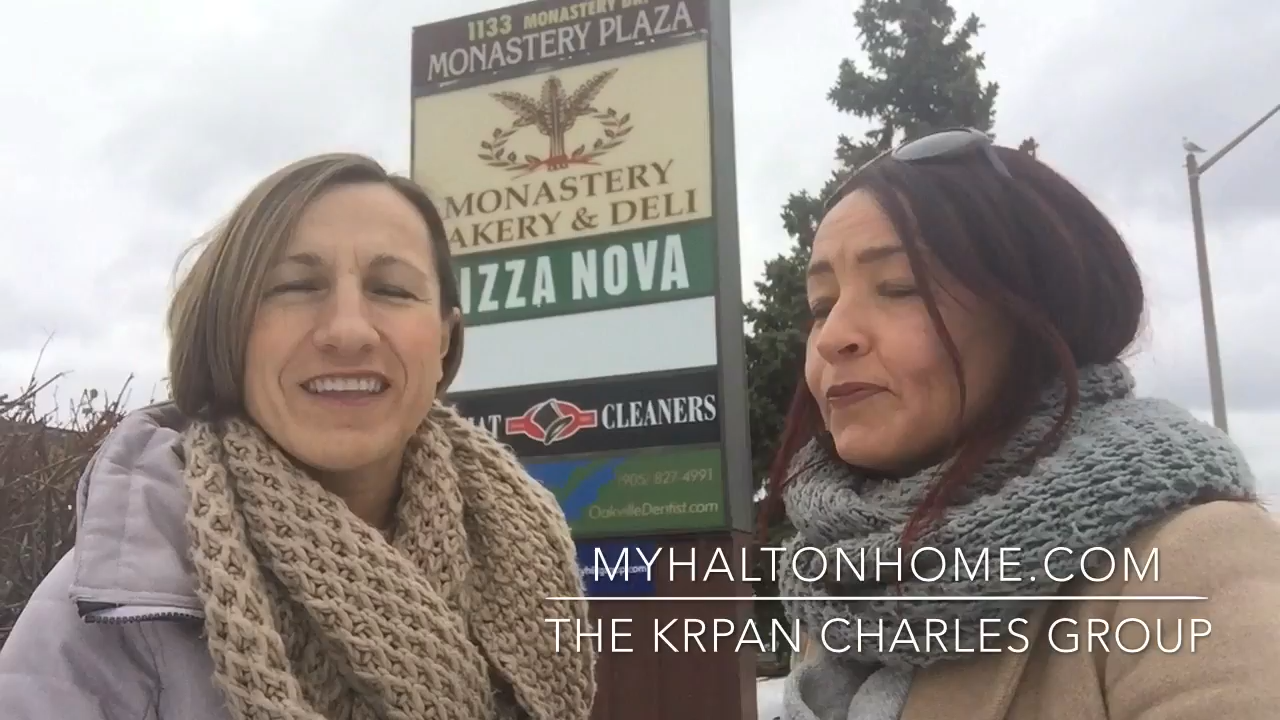 1133 MONASTERY
MONASTERY PLAZA
MONASTERY
AKERY & DELI
IZZA NOVA
AT CLEANERS
(905) 827-4991
OakvilleDentist.com
MYHALTONHOME.COM
THE KRPAN CHARLES GROUP